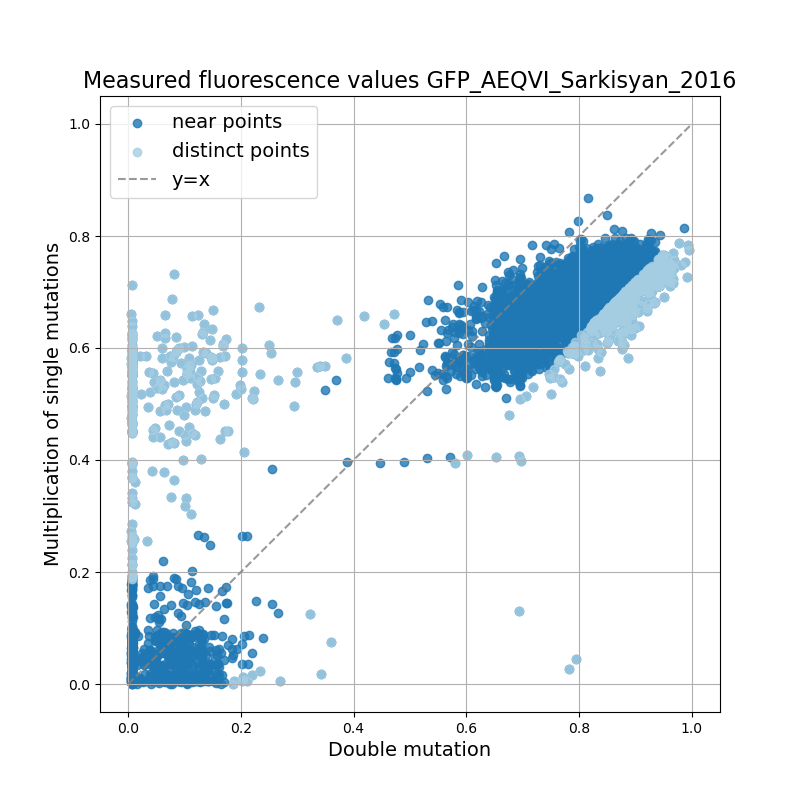 Measured fluorescence values GFP_AEQVI_Sarkisyan_2016
near points
distinct points
y=x
Multiplication of single mutations
1.0
0.8
0.6
0.4
0.2
0.0
0.0 0.2 0.4 0.6 0.8 1.0
Double mutation